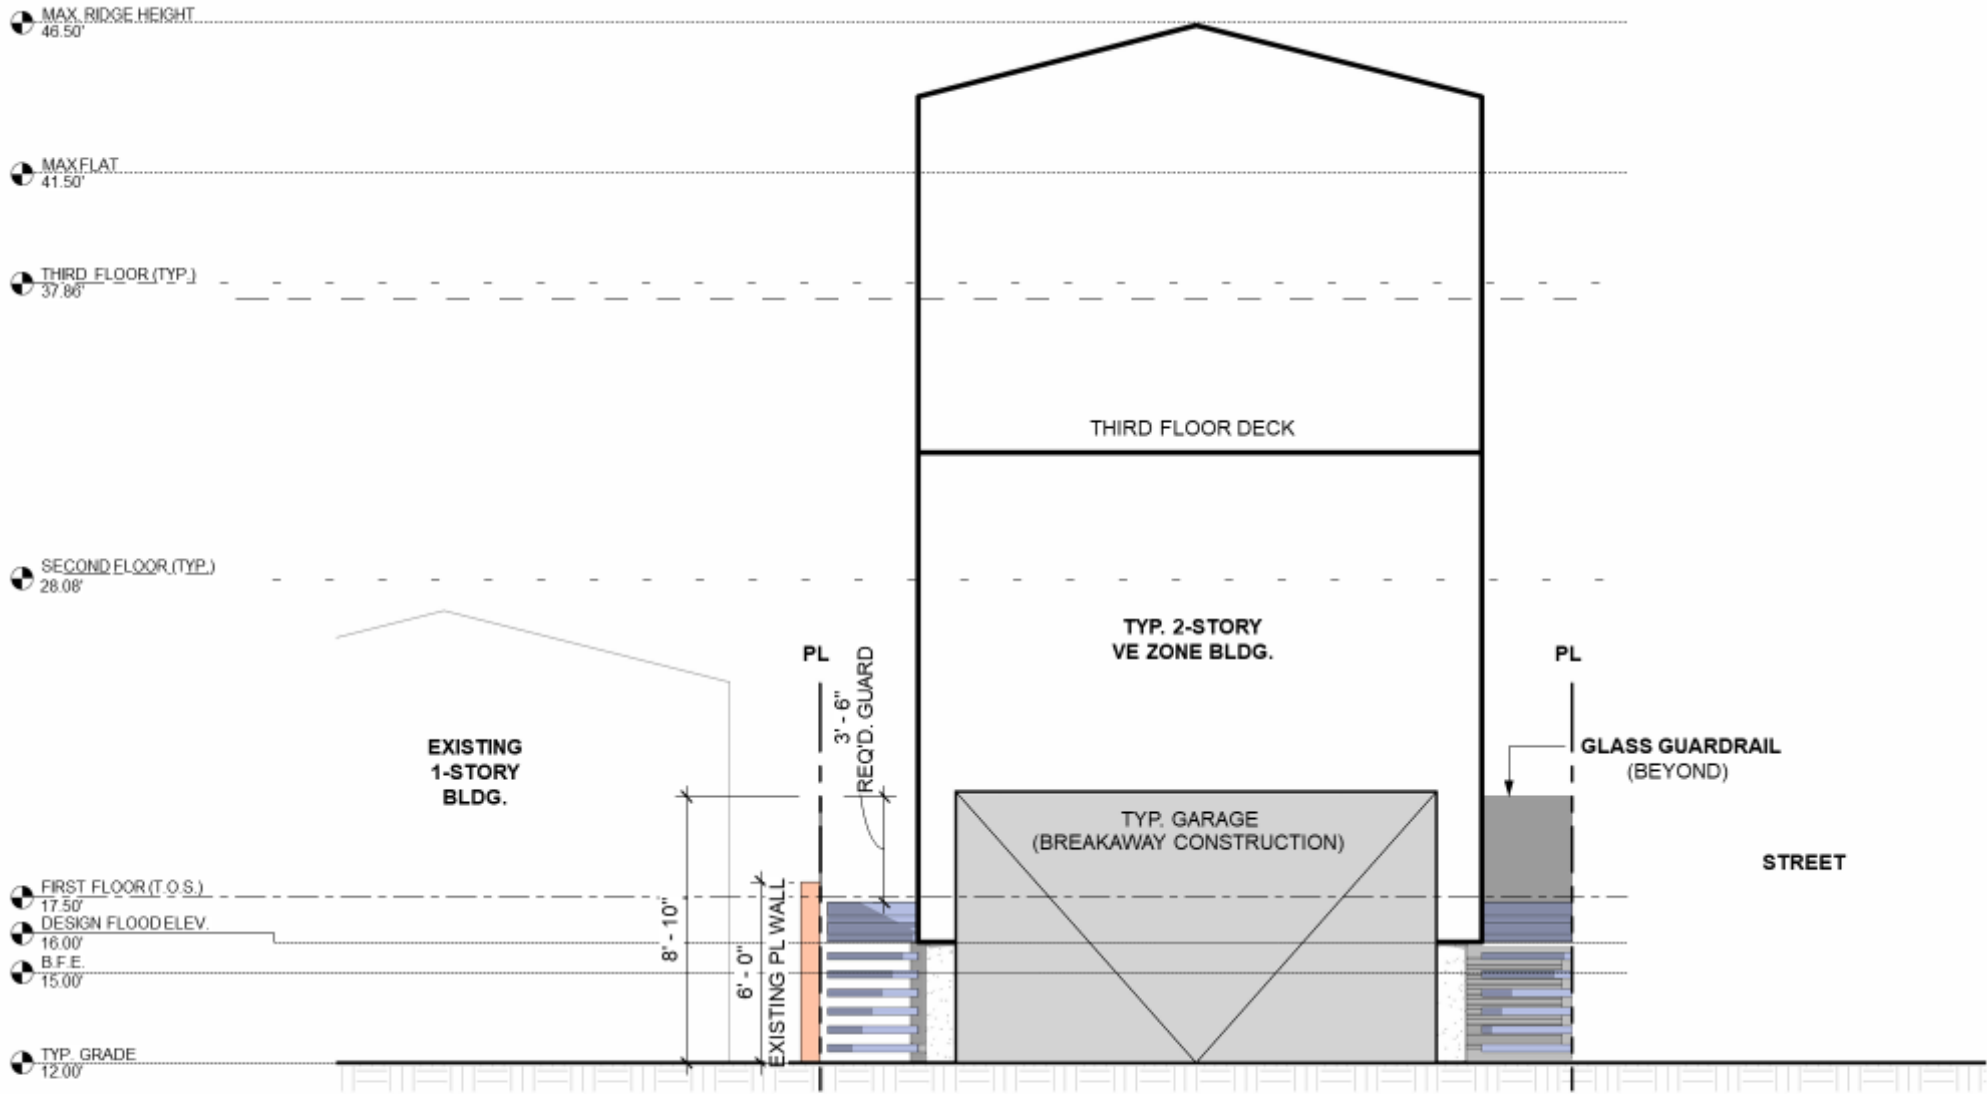 MAX. RIDGE HEIGHT
46.50'
MAX FLAT
41.50'
THIRD FLOOR (TYP.)
37.86'
THIRD FLOOR DECK
SECOND FLOOR (TYP.)
28.08'
TYP. 2-STORY
VE ZONE BLDG.
PL
PL
3' - 6"
REQ'D. GUARD
EXISTING
1-STORY
BLDG.
GLASS GUARDRAIL
(BEYOND)
TYP. GARAGE
(BREAKAWAY CONSTRUCTION)
STREET
FIRST FLOOR (T.O.S.)
17.50'
DESIGN FLOOD ELEV.
16.00'
B.F.E.
15.00'
8' - 10"
6' - 0"
EXISTING PL WALL
TYP. GRADE
12.00'